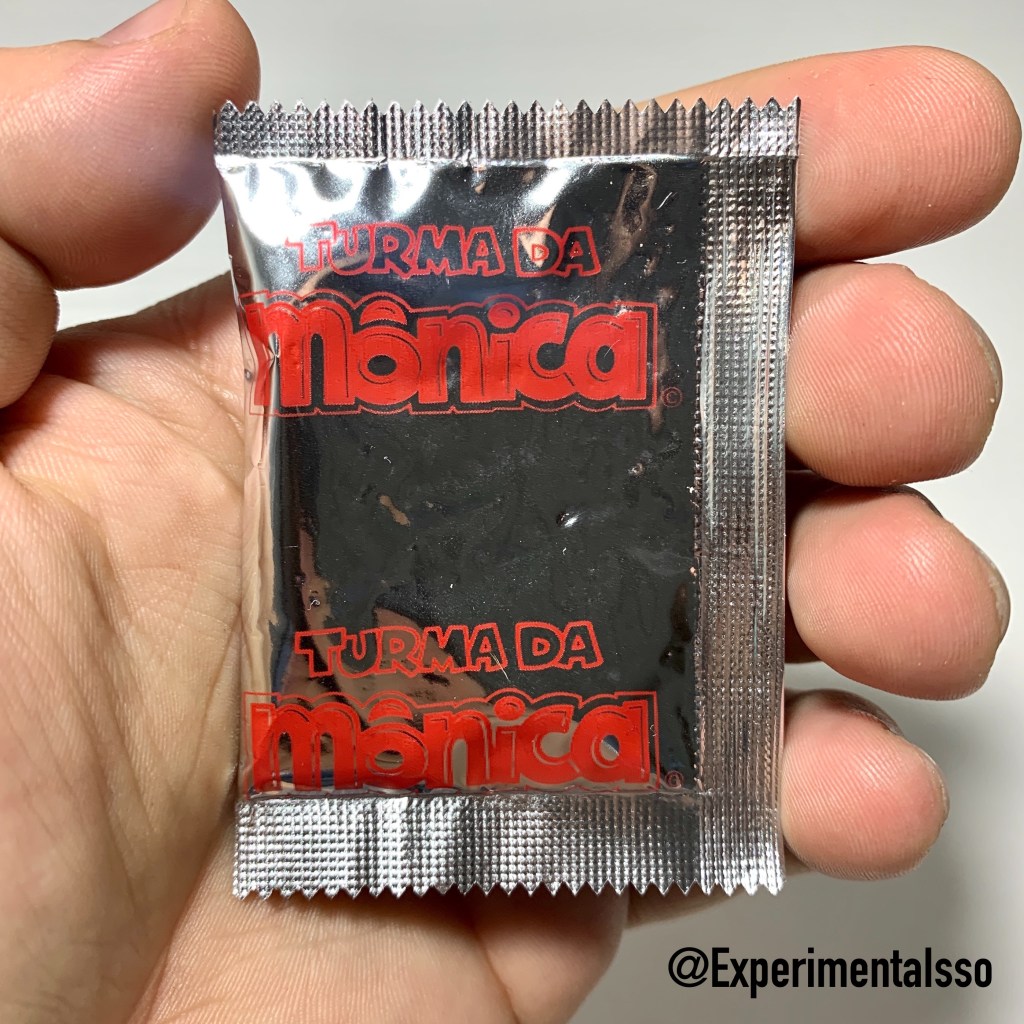 TURMA DA
mônica ©
TURMA DA
mônica
@ExperimentaIsso